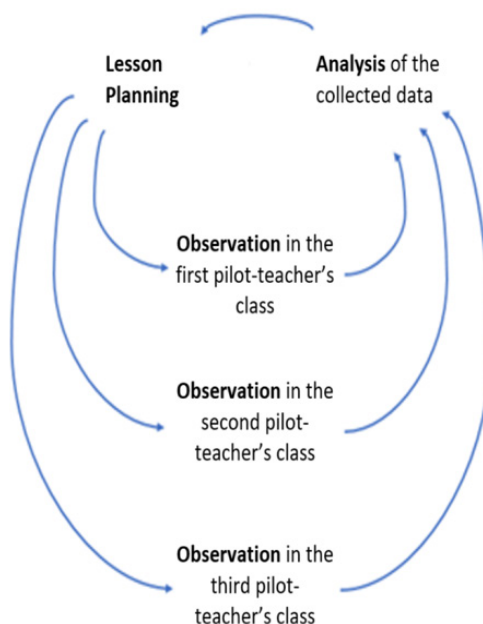 Lesson
Planning
Analysis of the
collected data
Observation in the
first pilot-teacher's
class
Observation in the
second pilot-
teacher's class
Observation in the
third pilot-
teacher's class